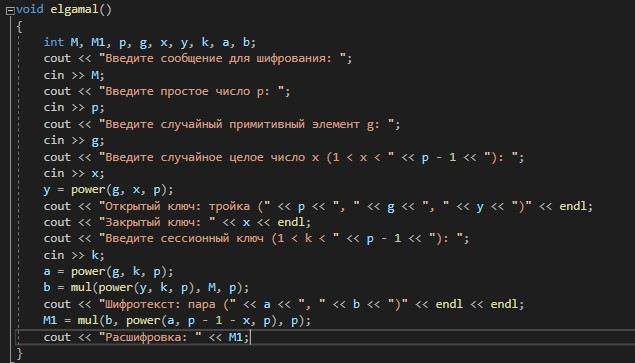 void elgamal()
{
int M, M1, p, g, x, y, k, a, b;
cout << "Введите сообщение для шифрования: ";
cin >> M;
cout << "Введите простое число p: ";
cin >> p;
cout << "Введите случайный примитивный элемент g: ";
cin >> g;
cout << "Введите случайное целое число x (1 < x < " << p - 1 << "): ";
cin >> x;
y = power(g, x, p);
cout << "Открытый ключ: тройка (" << p << ", " << g << ", " << y << ")" << endl;
cout << "Закрытый ключ: " << x << endl;
cout << "Введите сессионный ключ (1 < k < " << p - 1 << "): ";
cin >> k;
a = power(g, k, p);
b = mul(power(y, k, p), M, p);
cout << "Шифротекст: пара (" << a << ", " << b << ")" << endl << endl;
M1 = mul(b, power(a, p - 1 - x, p), p);
cout << "Расшифровка: " << M1;
}